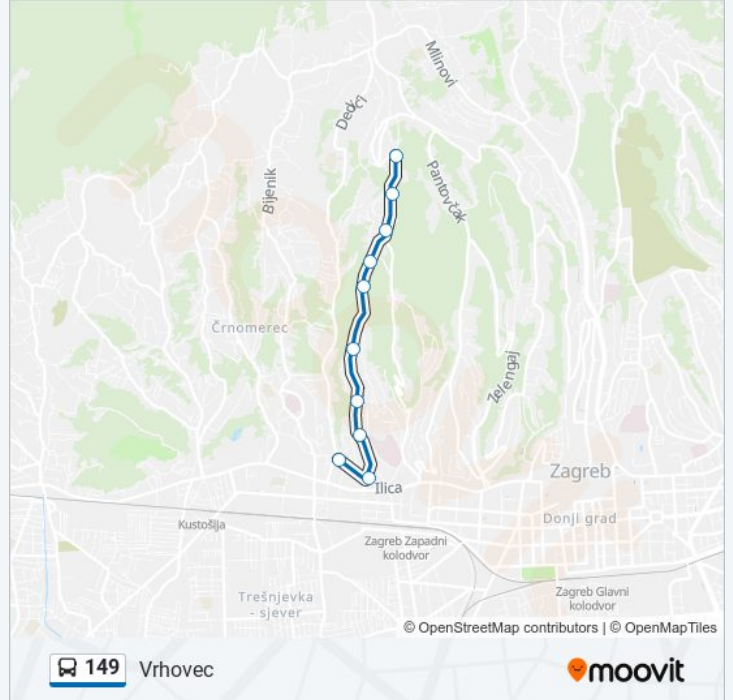 Mlinovi
Dedići
Pantovčak
Bijenik
Črnomerec
Zelengaj
Zagreb
Ilica
Donji grad
Kustošija
Zagreb Zapadni
kolodvor
Zagreb Glavni
kolodvor
Trešnjevka
- sjever
© OpenStreetMap contributors | © OpenMapTiles
149 Vrhovec
moovit